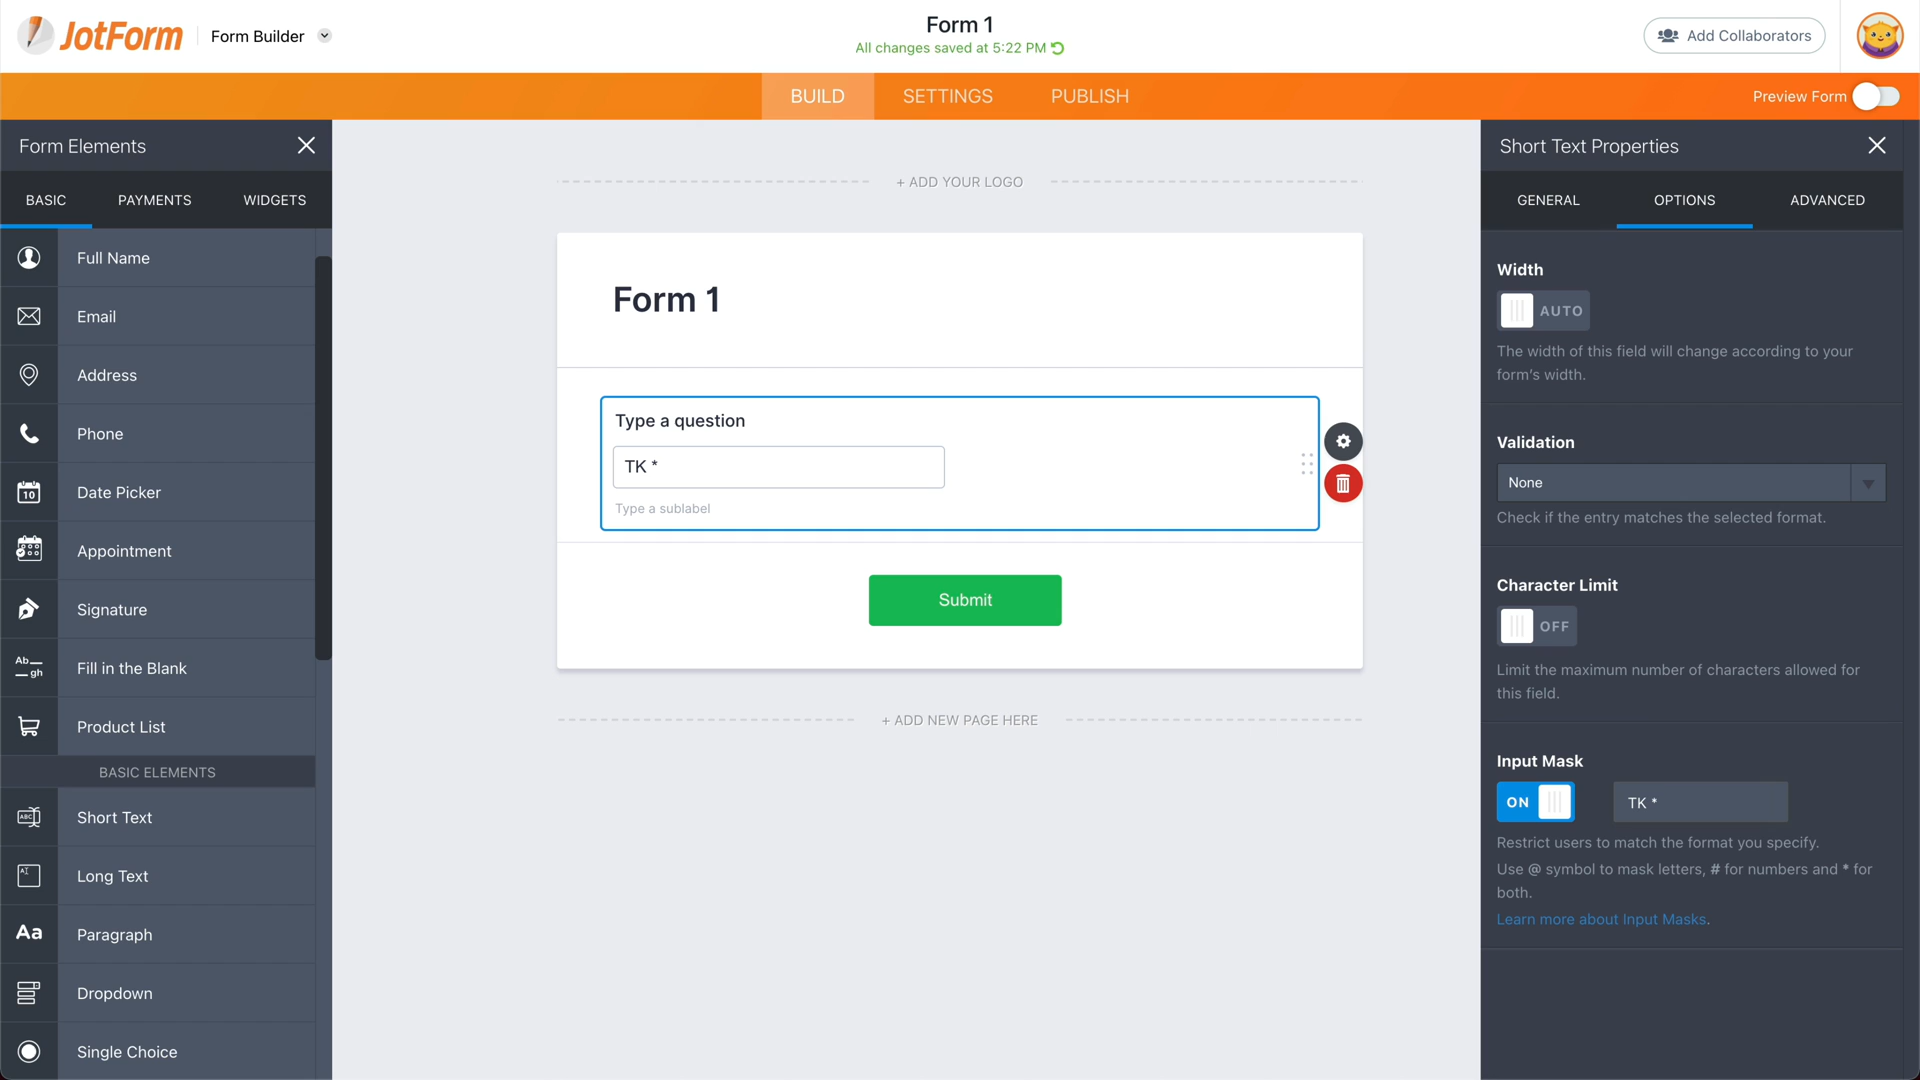 JotForm
Form Builder
Form 1
All changes saved at 5:22 PM
Add Collaborators
BUILD
SETTINGS
PUBLISH
Preview Form
Form Elements
BASIC
PAYMENTS
WIDGETS
Full Name
Email
Address
Phone
10
Date Picker
Appointment
Signature
Ab
gh
Fill in the Blank
Product List
BASIC ELEMENTS
ABC
Short Text
AI
Long Text
Aa
Paragraph
Dropdown
Single Choice
+ ADD YOUR LOGO
Form 1
Type a question
TK *
Type a sublabel
Submit
+ ADD NEW PAGE HERE
Short Text Properties
GENERAL
OPTIONS
ADVANCED
Width
AUTO
The width of this field will change according to your
form's width.
Validation
None
Check if the entry matches the selected format.
Character Limit
OFF
Limit the maximum number of characters allowed for
this field.
Input Mask
ON
TK *
Restrict users to match the format you specify.
Use @ symbol to mask letters, # for numbers and * for
both.
Learn more about Input Masks.